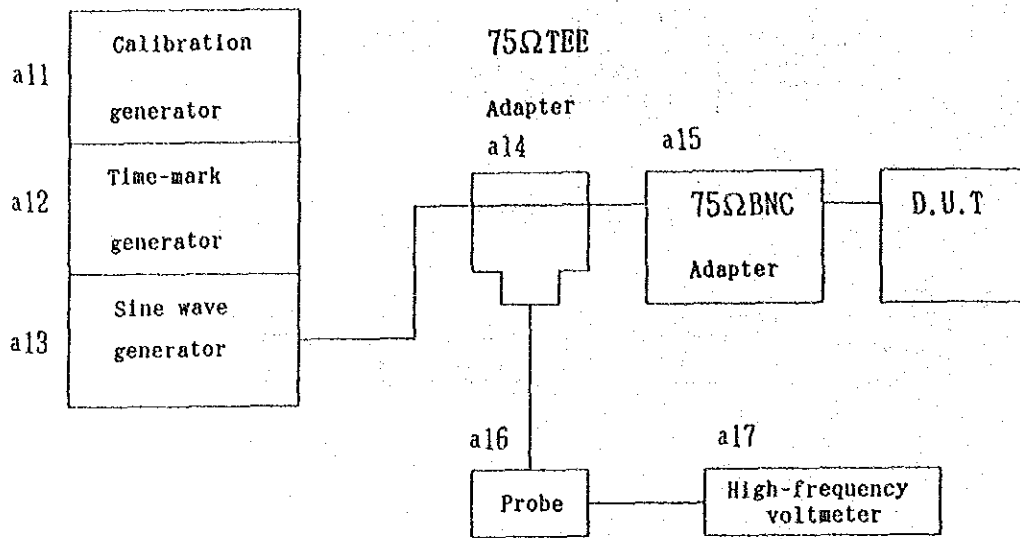 Calibration
generator
a11
Time-mark
generator
a12
Sine wave
generator
a13
75ΩTEE
Adapter
a14
a15
75ΩBNC
Adapter
D.U.T
a16
Probe
a17
High-frequency
voltmeter